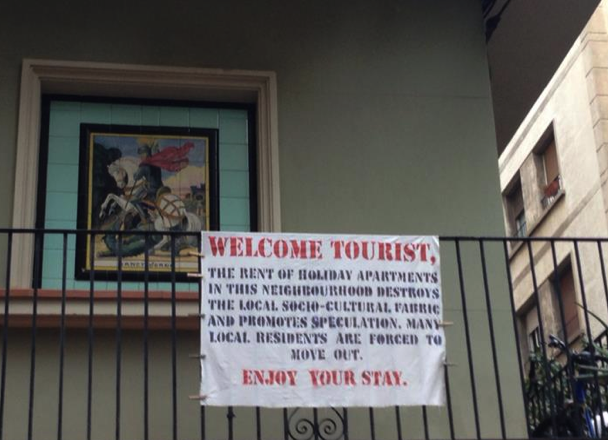 WELCOME TOURIST,
THE RENT OF HOLIDAY APARTMENTS
IN THIS NEIGHBOURHOOD DESTROYS
THE LOCAL SOCIO-CULTURAL FABRIC
AND PROMOTES SPECULATION. MANY
LOCAL RESIDENTS ARE FORCED TO
MOVE OUT.
ENJOY YOUR STAY.